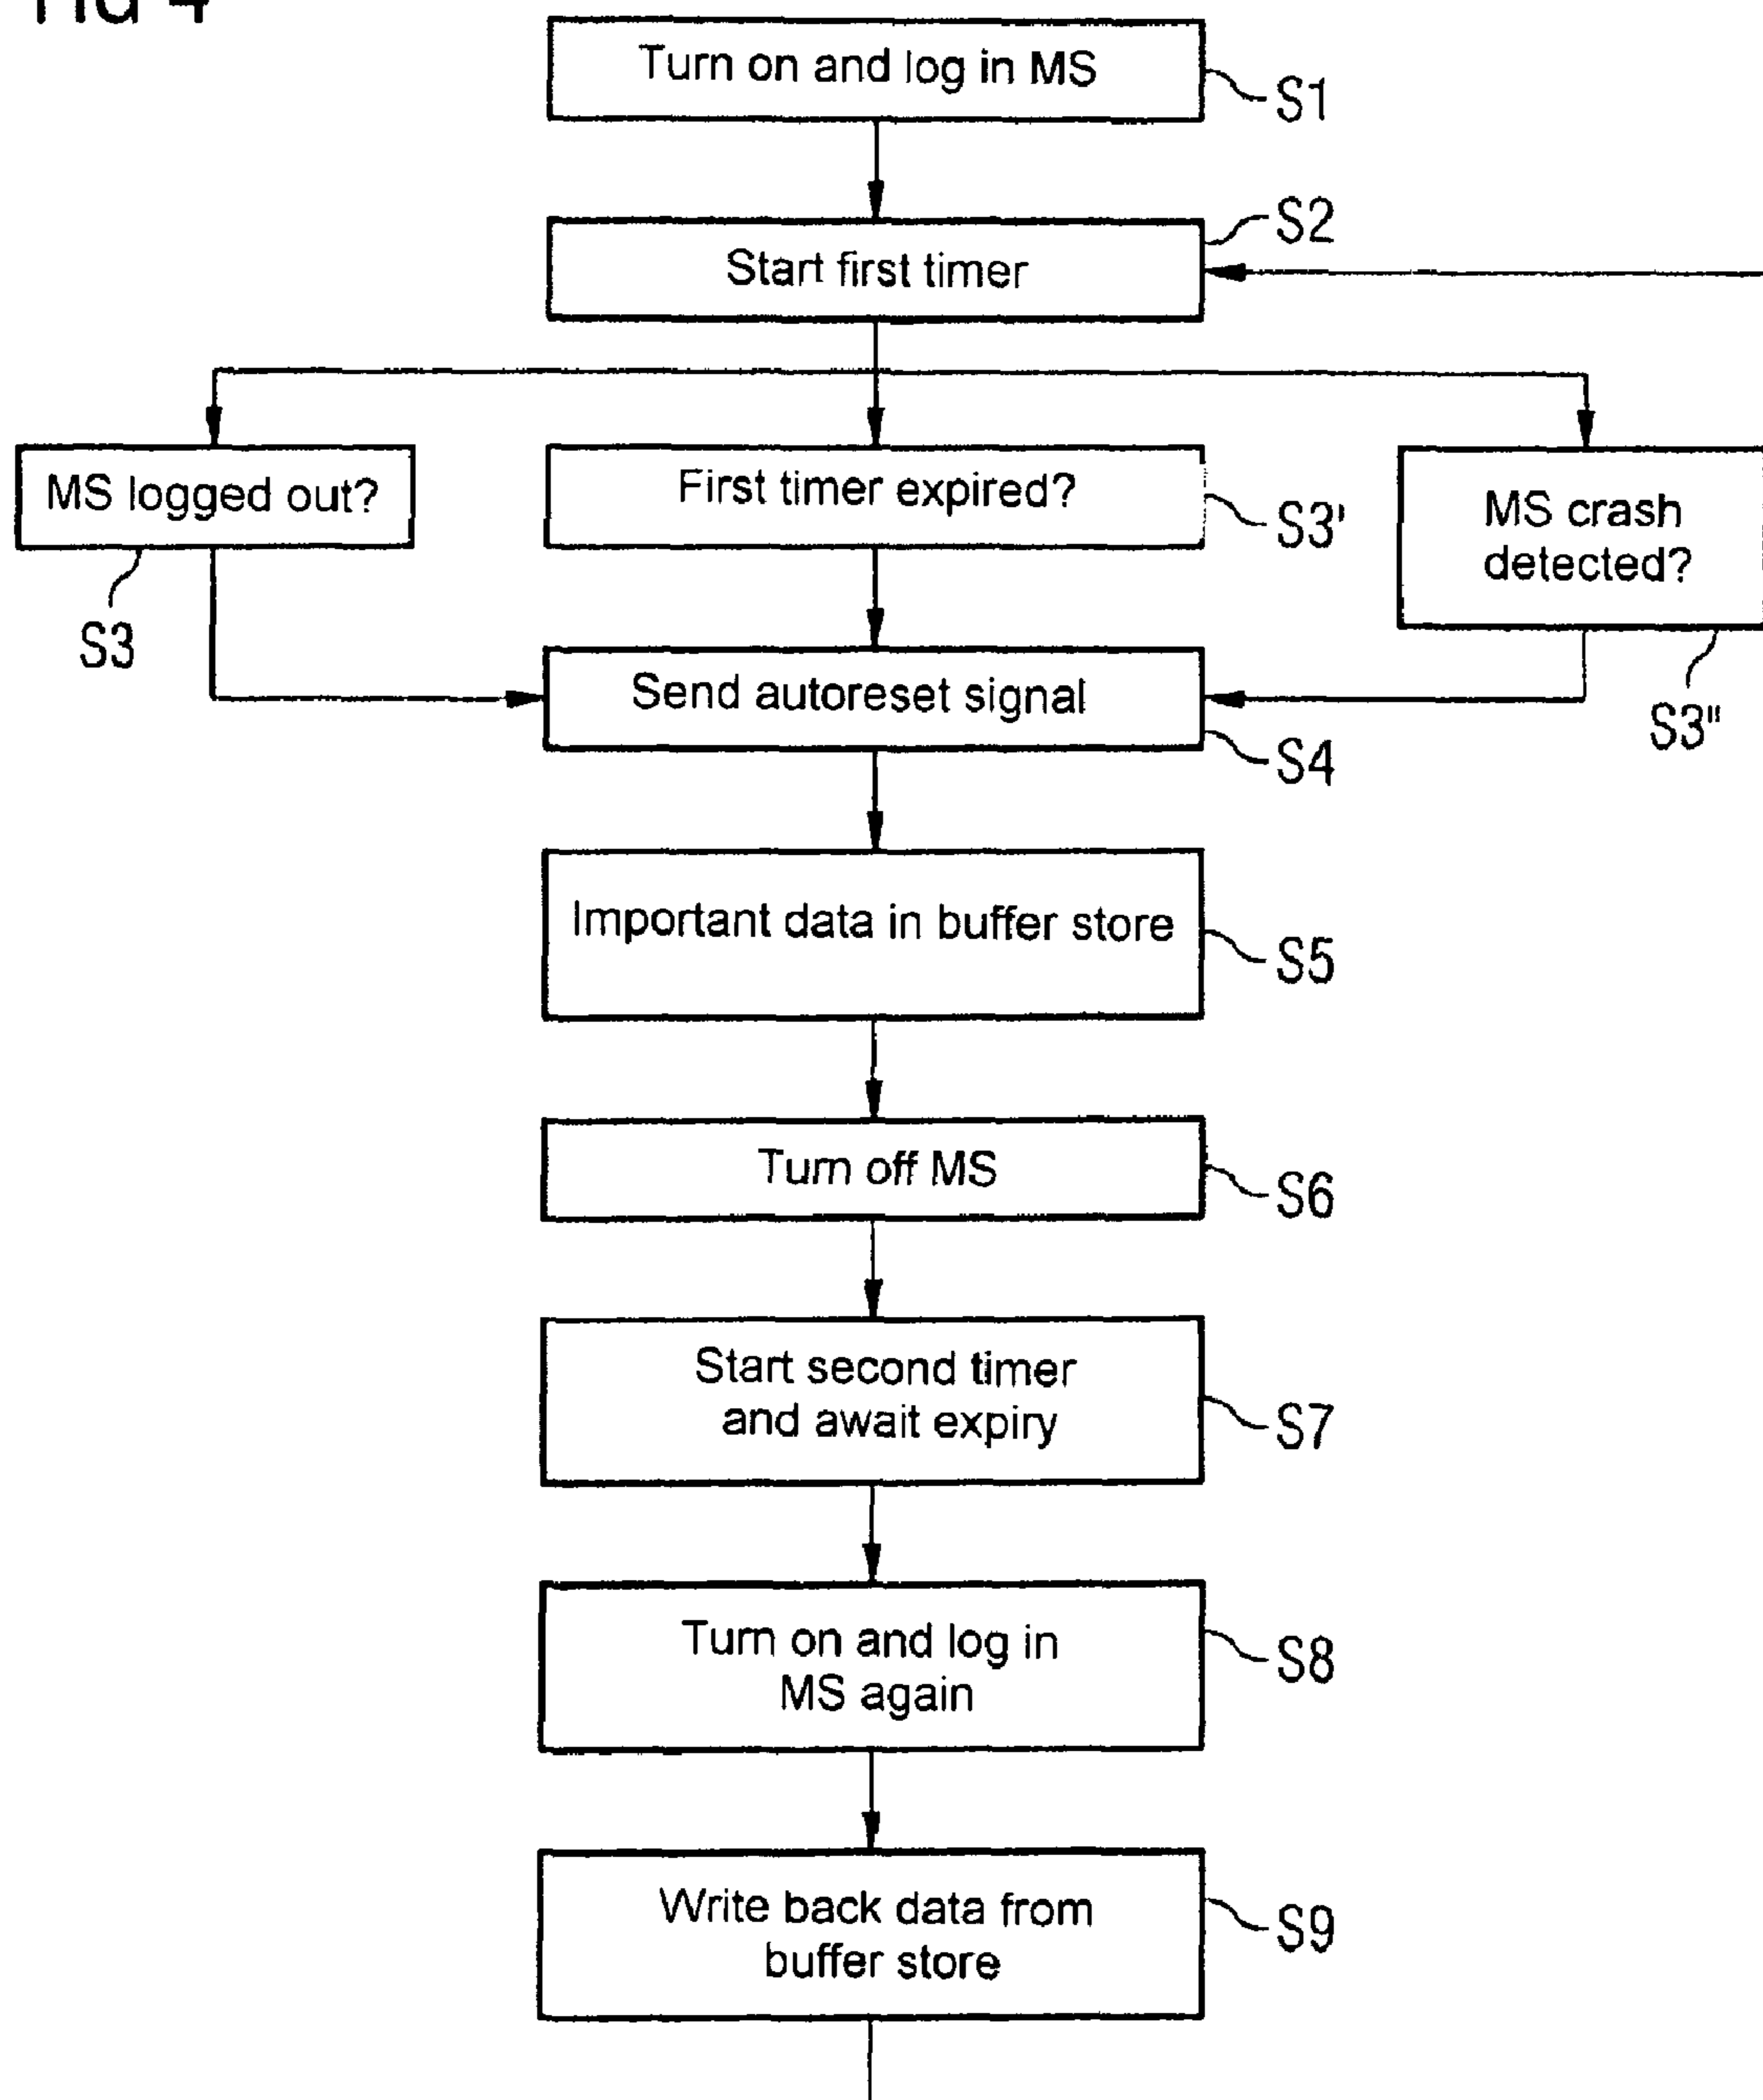 Turn on and log in MS
S1
S2
Start first timer
MS logged out?
First timer expired?
S3'
MS crash
detected?
S3
Send autoreset signal
S4
S3"
Important data in buffer store
S5
Turn off MS
S6
Start second timer
and await expiry
S7
Turn on and log in
MS again
S8
Write back data from
buffer store
S9